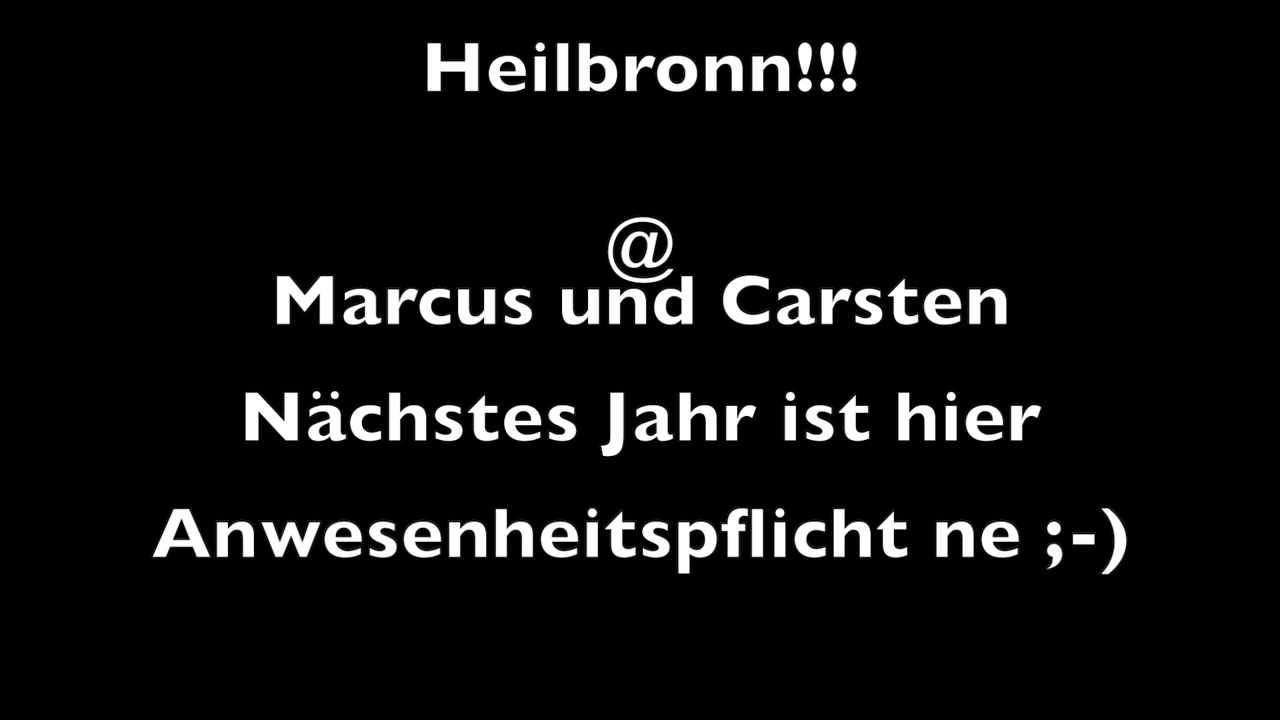 Heilbronn!!!
@
Marcus und Carsten
Nächstes Jahr ist hier
Anwesenheitspflicht ne ;-)